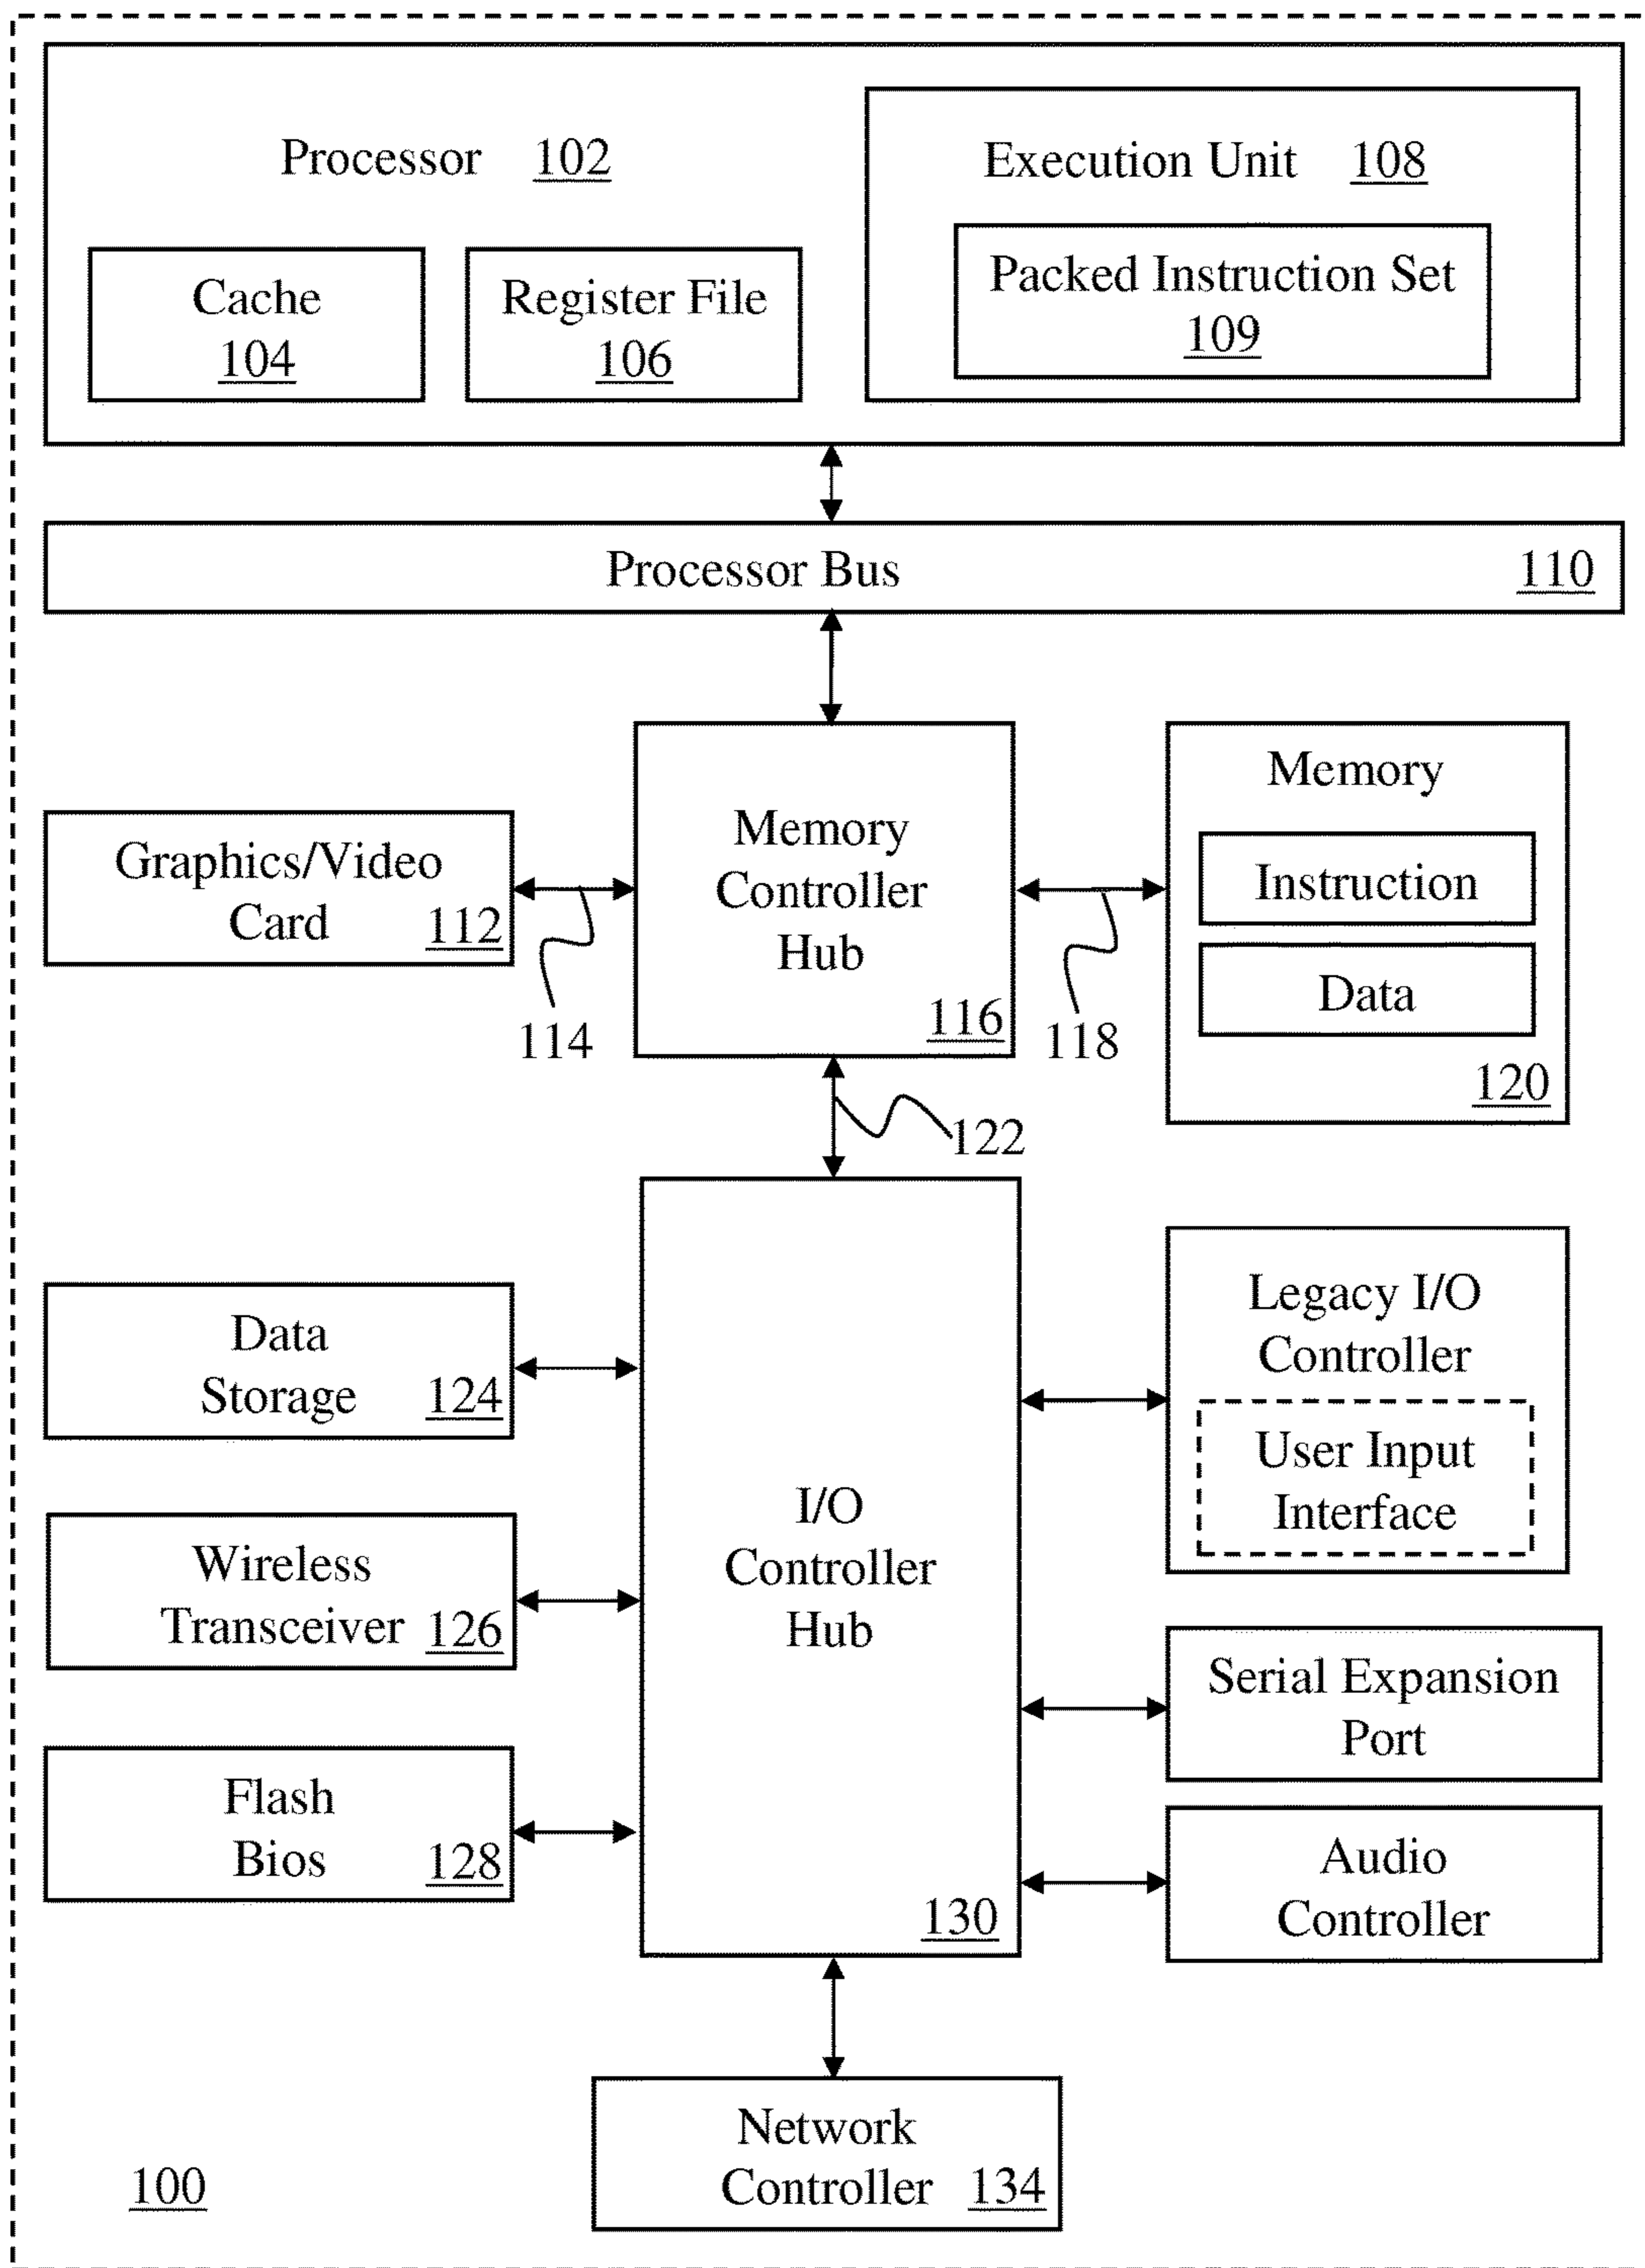 Processor 102
Execution Unit 108
Cache
104
Register File
106
Packed Instruction Set
109
Processor Bus 110
Graphics/Video
Card 112
114
Memory
Controller
Hub
116
118
Memory
Instruction
Data
120
122
Data
Storage 124
Wireless
Transceiver 126
Flash
Bios 128
I/O
Controller
Hub
130
Legacy I/O
Controller
User Input
Interface
Serial Expansion
Port
Audio
Controller
Network
Controller 134
100